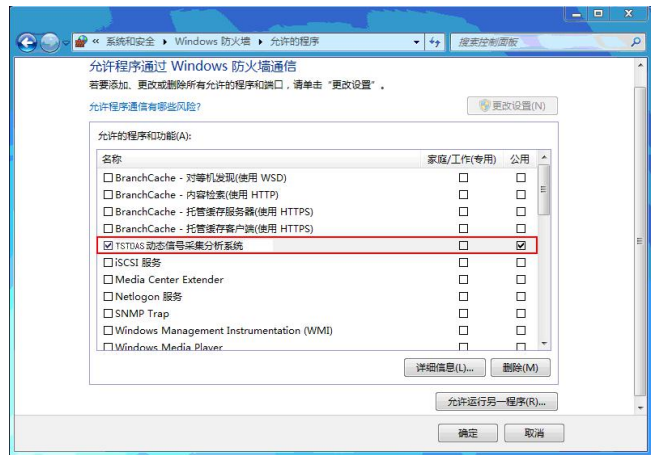 « 系统和安全 ▸ Windows 防火墙 ▸ 允许的程序
搜索控制面板
允许程序通过 Windows 防火墙通信
若要添加、更改或删除所有允许的程序和端口，请单击“更改设置”。
允许程序通信有哪些风险?
更改设置(N)
允许的程序和功能(A):
名称 家庭/工作(专用) 公用
BranchCache - 对等机发现(使用 WSD)
BranchCache - 内容检索(使用 HTTP)
BranchCache - 托管缓存服务器(使用 HTTPS)
BranchCache - 托管缓存客户端(使用 HTTPS)
TSTDAS 动态信号采集分析系统
iSCSI 服务
Media Center Extender
Netlogon 服务
SNMP Trap
Windows Management Instrumentation (WMI)
Windows Media Player
详细信息(L)... 删除(M)
允许运行另一程序(R)...
确定 取消